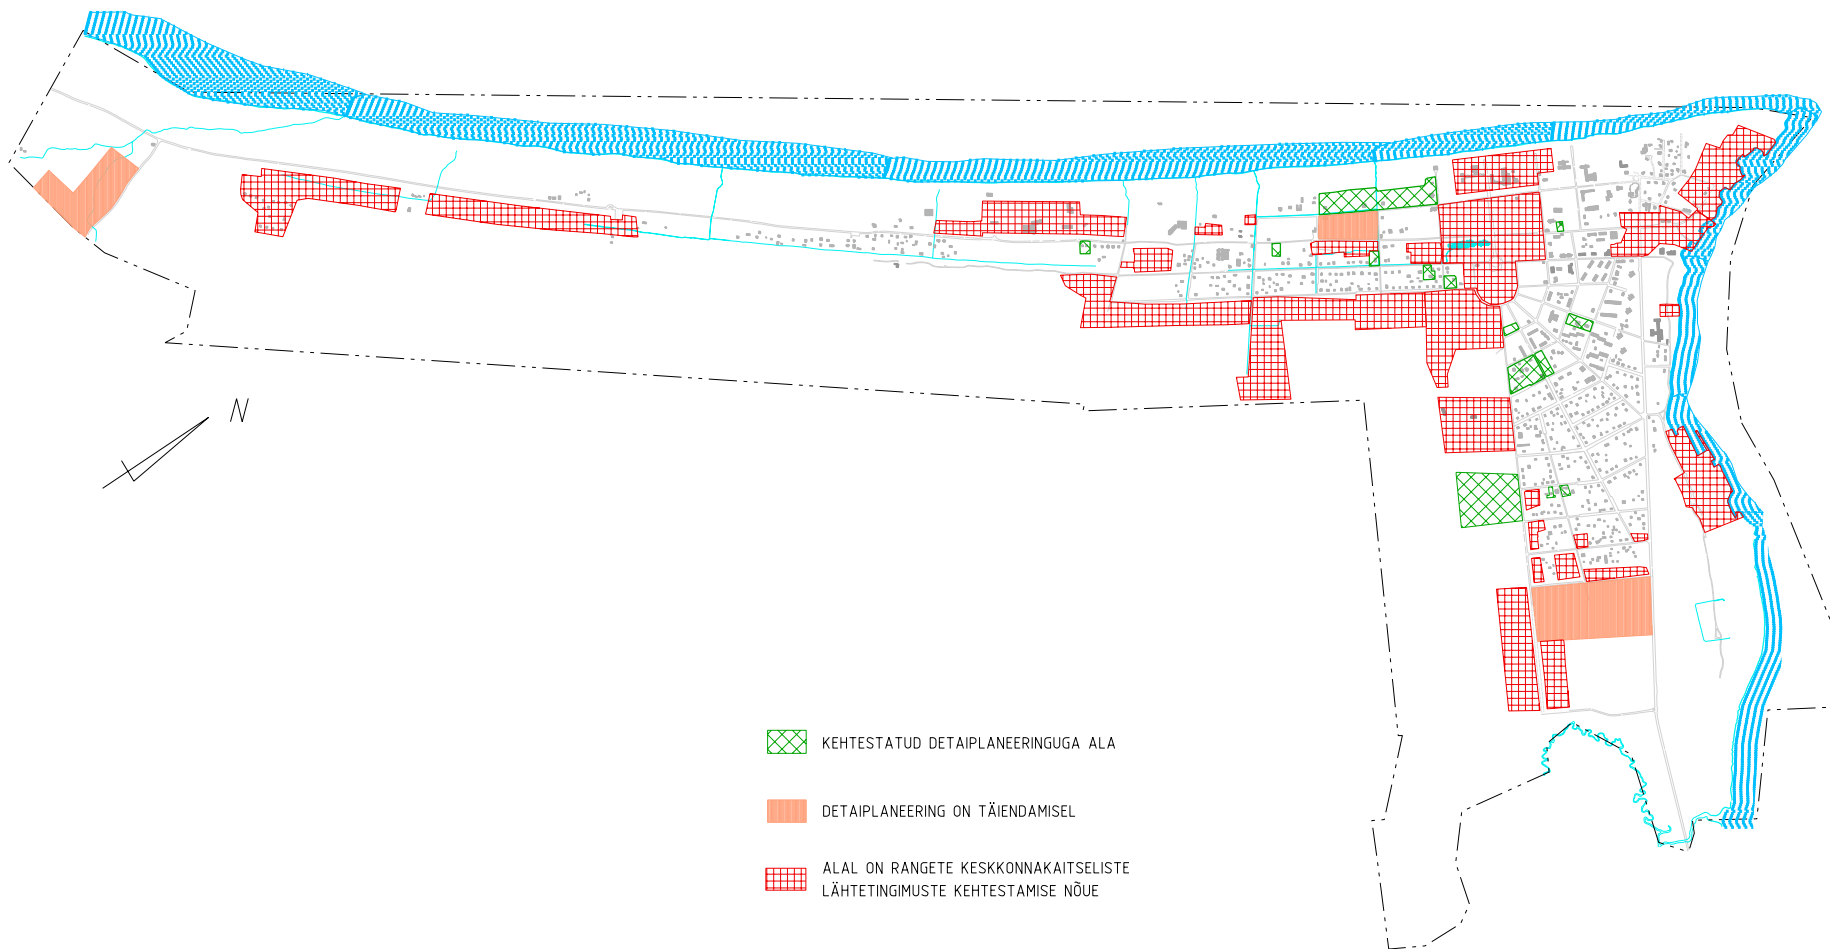 N
KEHTESTATUD DETAIPLANEERINGUGA ALA
DETAIPLANEERING ON TÄIENDAMISEL
ALAL ON RANGETE KESKKONNAKAITSELISTE
LÄHTETINGIMUSTE KEHTESTAMISE NÕUE